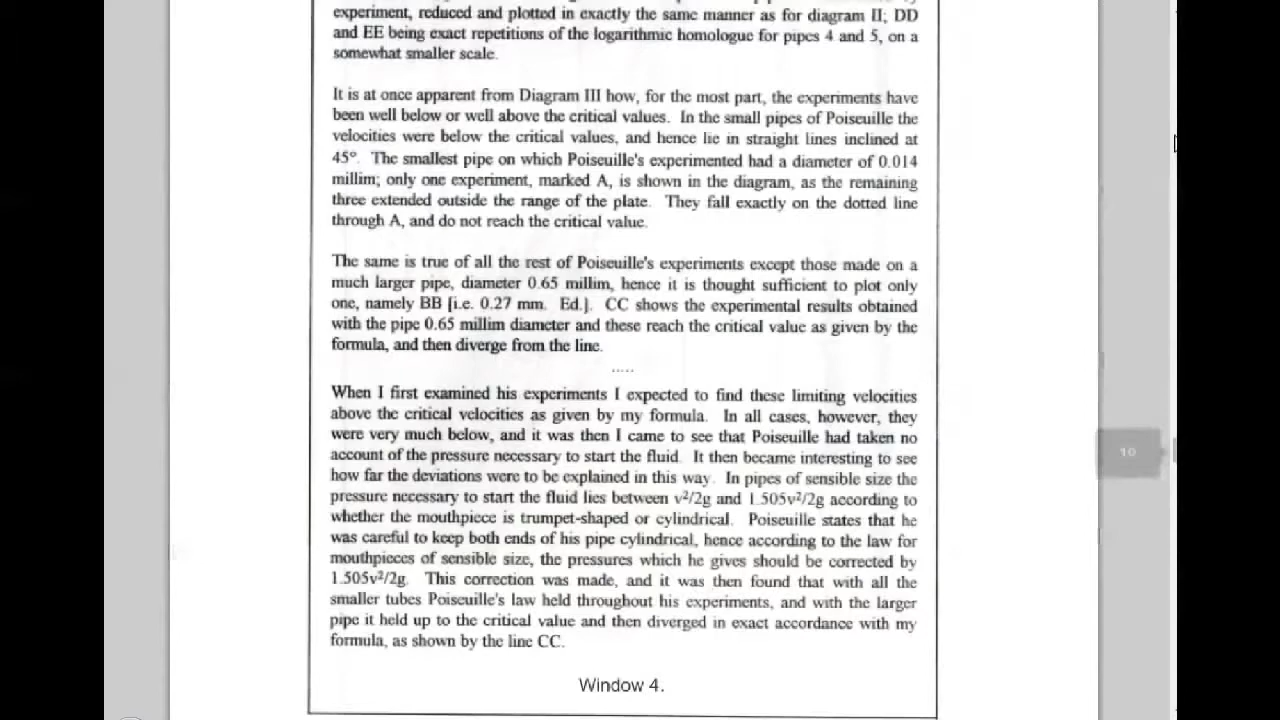 experiment, reduced and plotted in exactly the same manner as for diagram II; DD
and EE being exact repetitions of the logarithmic homologue for pipes 4 and 5, on a
somewhat smaller scale.
It is at once apparent from Diagram III how, for the most part, the experiments have
been well below or well above the critical values. In the small pipes of Poiseuille the
velocities were below the critical values, and hence lie in straight lines inclined at
45°. The smallest pipe on which Poiseuille's experimented had a diameter of 0.014
millim; only one experiment, marked A, is shown in the diagram, as the remaining
three extended outside the range of the plate. They fall exactly on the dotted line
through A, and do not reach the critical value.
The same is true of all the rest of Poiseuille's experiments except those made on a
much larger pipe, diameter 0.65 millim, hence it is thought sufficient to plot only
one, namely BB [i.e. 0.27 mm. Ed.]. CC shows the experimental results obtained
with the pipe 0.65 millim diameter and these reach the critical value as given by the
formula, and then diverge from the line.
.....
When I first examined his experiments I expected to find these limiting velocities
above the critical velocities as given by my formula. In all cases, however, they
were very much below, and it was then I came to see that Poiseuille had taken no
account of the pressure necessary to start the fluid. It then became interesting to see
how far the deviations were to be explained in this way. In pipes of sensible size the
pressure necessary to start the fluid lies between v²/2g and 1.505v²/2g according to
whether the mouthpiece is trumpet-shaped or cylindrical. Poiseuille states that he
was careful to keep both ends of his pipe cylindrical, hence according to the law for
mouthpieces of sensible size, the pressures which he gives should be corrected by
1.505v²/2g. This correction was made, and it was then found that with all the
smaller tubes Poiseuille's law held throughout his experiments, and with the larger
pipe it held up to the critical value and then diverged in exact accordance with my
formula, as shown by the line CC.
Window 4.
10